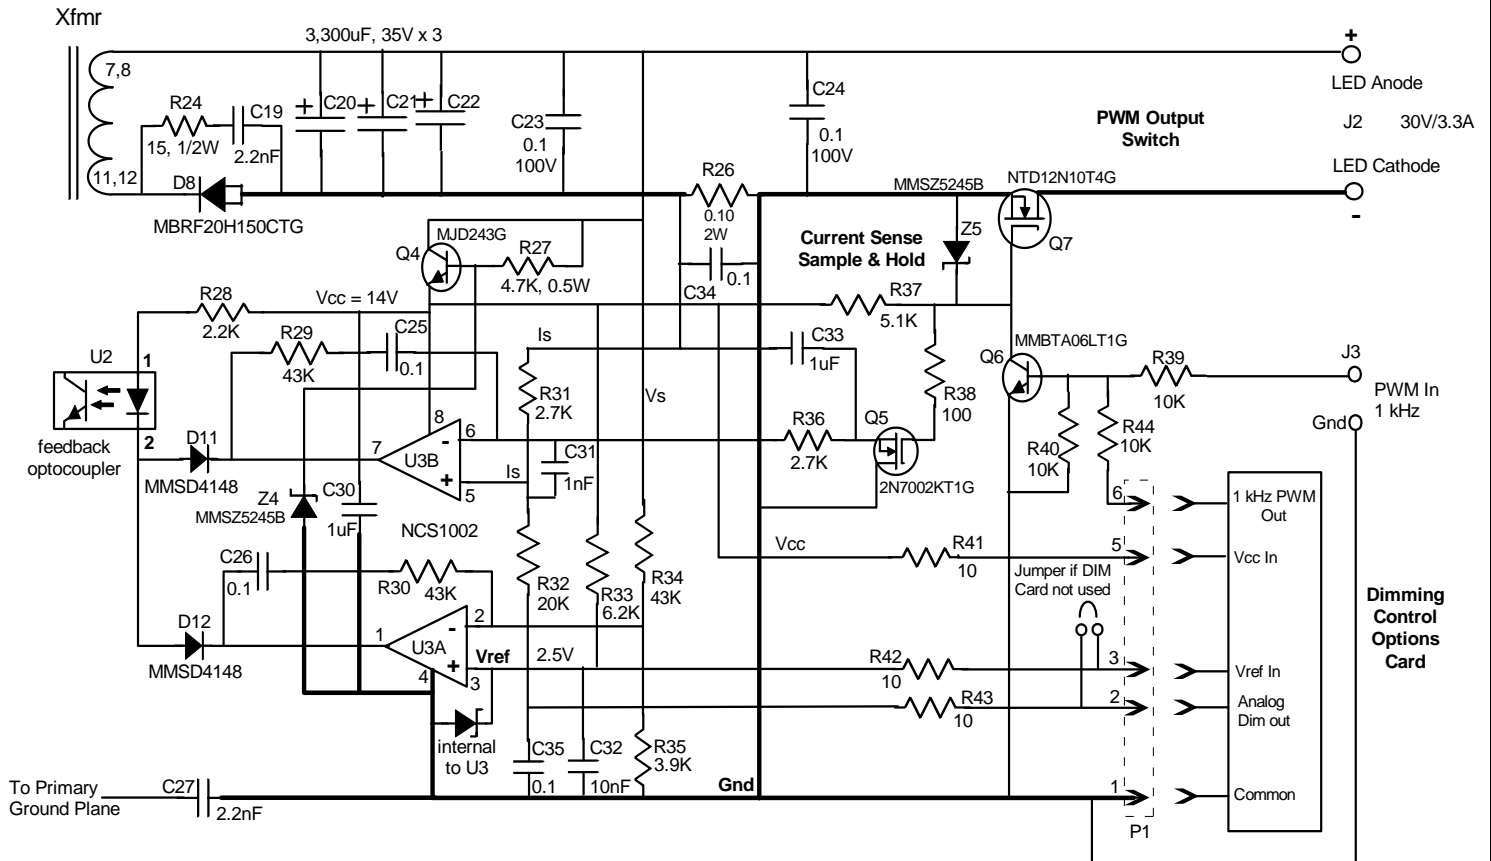 Xfmr
3,300uF, 35V x 3
+
7,8
LED Anode
R24
C19
+
C20
+
C21
+
C22
C23
0.1
100V
C24
0.1
100V
PWM Output
Switch
J2
30V/3.3A
15, 1/2W
2.2nF
LED Cathode
11,12
D8
R26
MMSZ5245B
NTD12N10T4G
-
MBRF20H150CTG
0.10
2W
MJD243G
Q4
R27
4.7K, 0.5W
Current Sense
Sample & Hold
Z5
Q7
0.1
C34
R28
2.2K
Vcc = 14V
R37
5.1K
C25
0.1
R29
43K
Is
C33
1uF
MMBTA06LT1G
Q6
U2
1
2
feedback
optocoupler
R31
2.7K
Vs
R38
100
R39
10K
J3
PWM In
1 kHz
Gnd
D11
MMSD4148
7
8
-
6
U3B
+
5
R36
2.7K
Q5
R40
10K
R44
10K
C31
1nF
Is
2N7002KT1G
Z4
MMSZ5245B
C30
1uF
NCS1002
6
1 kHz PWM
Out
Vcc
R41
10
5
Vcc In
C26
0.1
R30
43K
R32
20K
R33
6.2K
R34
43K
Jumper if DIM
Card not used
Dimming
Control
Options
Card
D12
MMSD4148
1
-
2
U3A
+
4
3
Vref
2.5V
R42
10
3
Vref In
R43
10
2
Analog
Dim out
internal
to U3
C35
0.1
C32
10nF
R35
3.9K
Gnd
To Primary
Ground Plane
C27
2.2nF
1
Common
P1